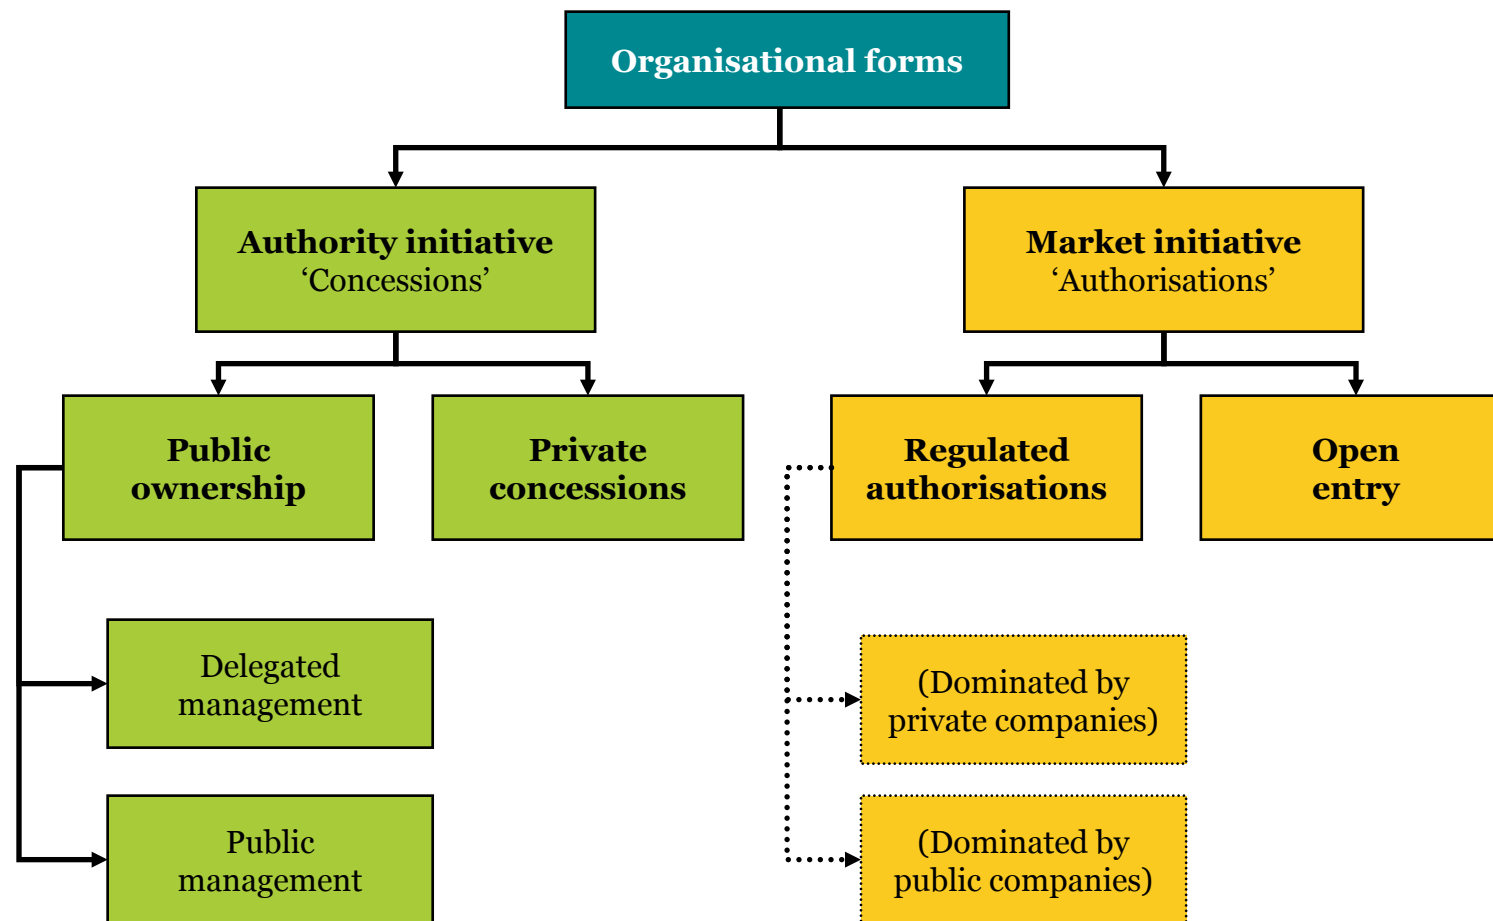 Organisational forms
Authority initiative
‘Concessions’
Market initiative
‘Authorisations’
Public
ownership
Private
concessions
Regulated
authorisations
Open
entry
Delegated
management
(Dominated by
private companies)
Public
management
(Dominated by
public companies)